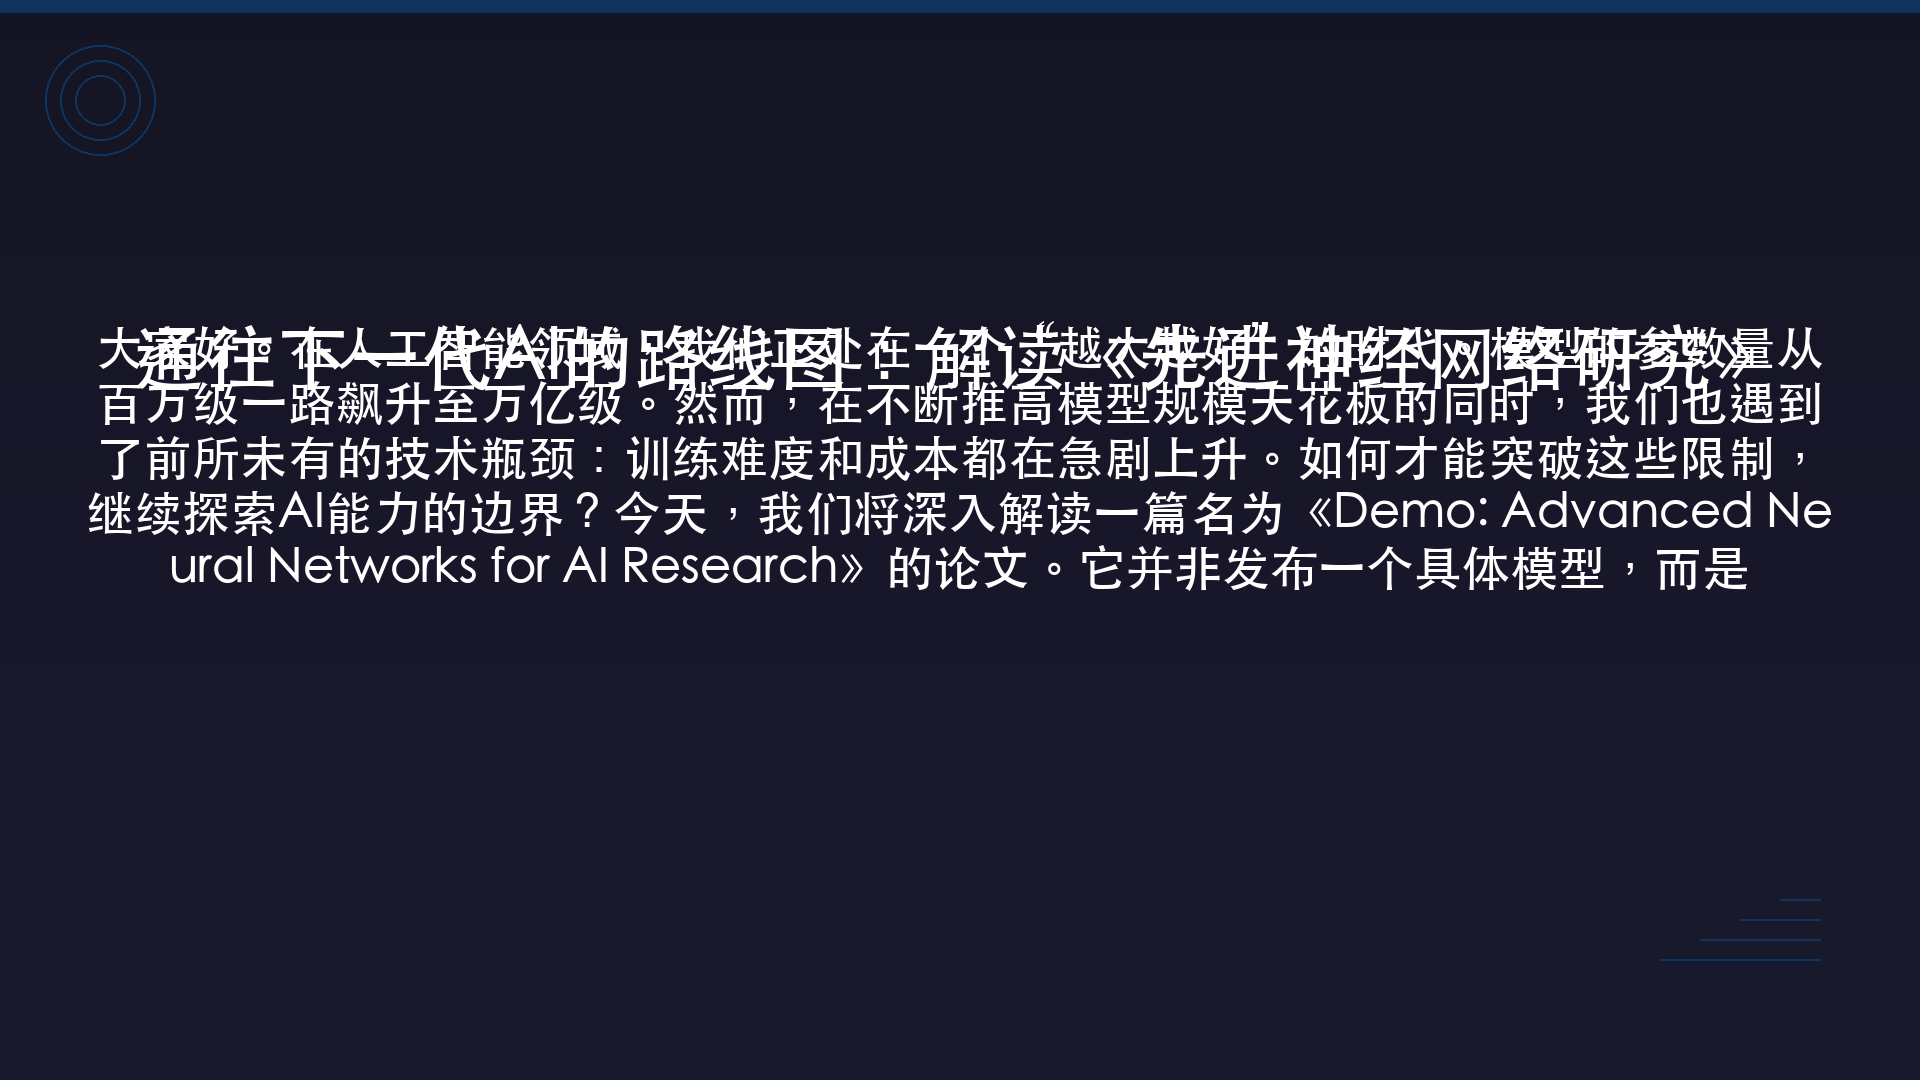 通往下一代AI的路线图：解读《先进神经网络研究》
大家好。在人工智能领域，我们正处在一个“越大越好”的时代。模型的参数量从
百万级一路飙升至万亿级。然而，在不断推高模型规模天花板的同时，我们也遇到
了前所未有的技术瓶颈：训练难度和成本都在急剧上升。如何才能突破这些限制，
继续探索AI能力的边界？今天，我们将深入解读一篇名为《Demo: Advanced Ne
ural Networks for AI Research》的论文。它并非发布一个具体模型，而是